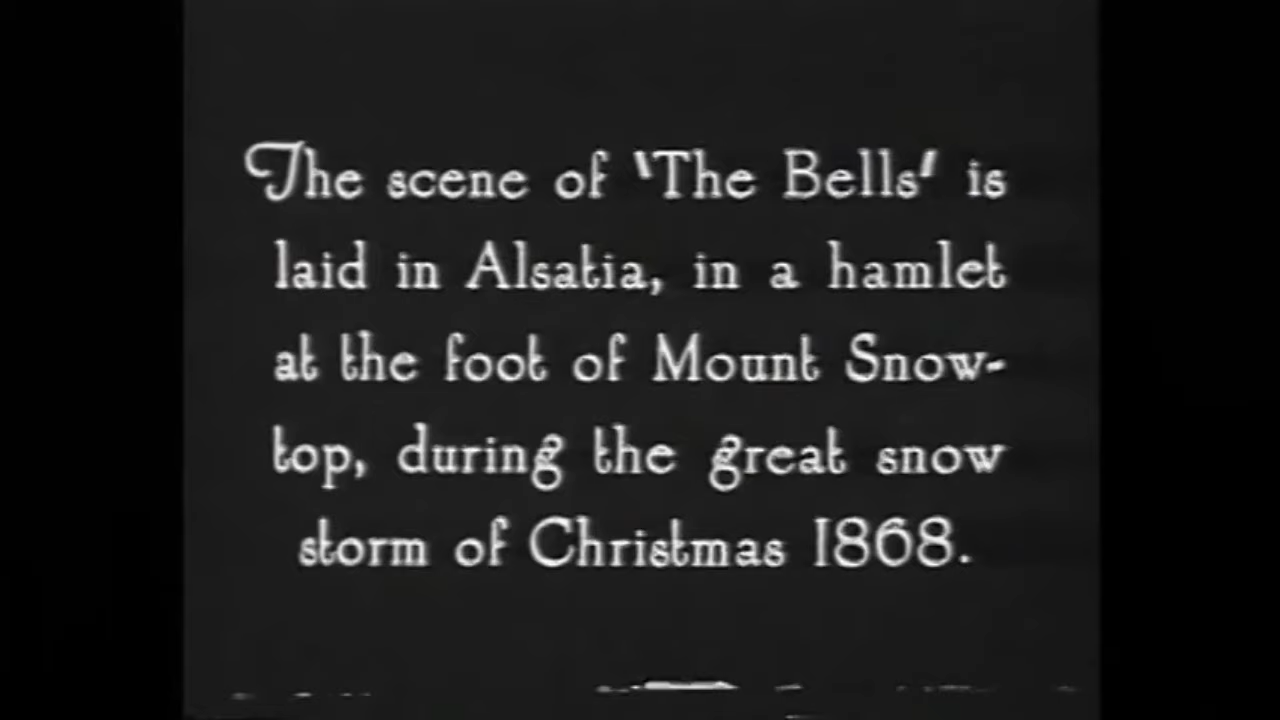 The scene of 'The Bells' is
laid in Alsatia, in a hamlet
at the foot of Mount Snow-
top, during the great snow
storm of Christmas 1868.